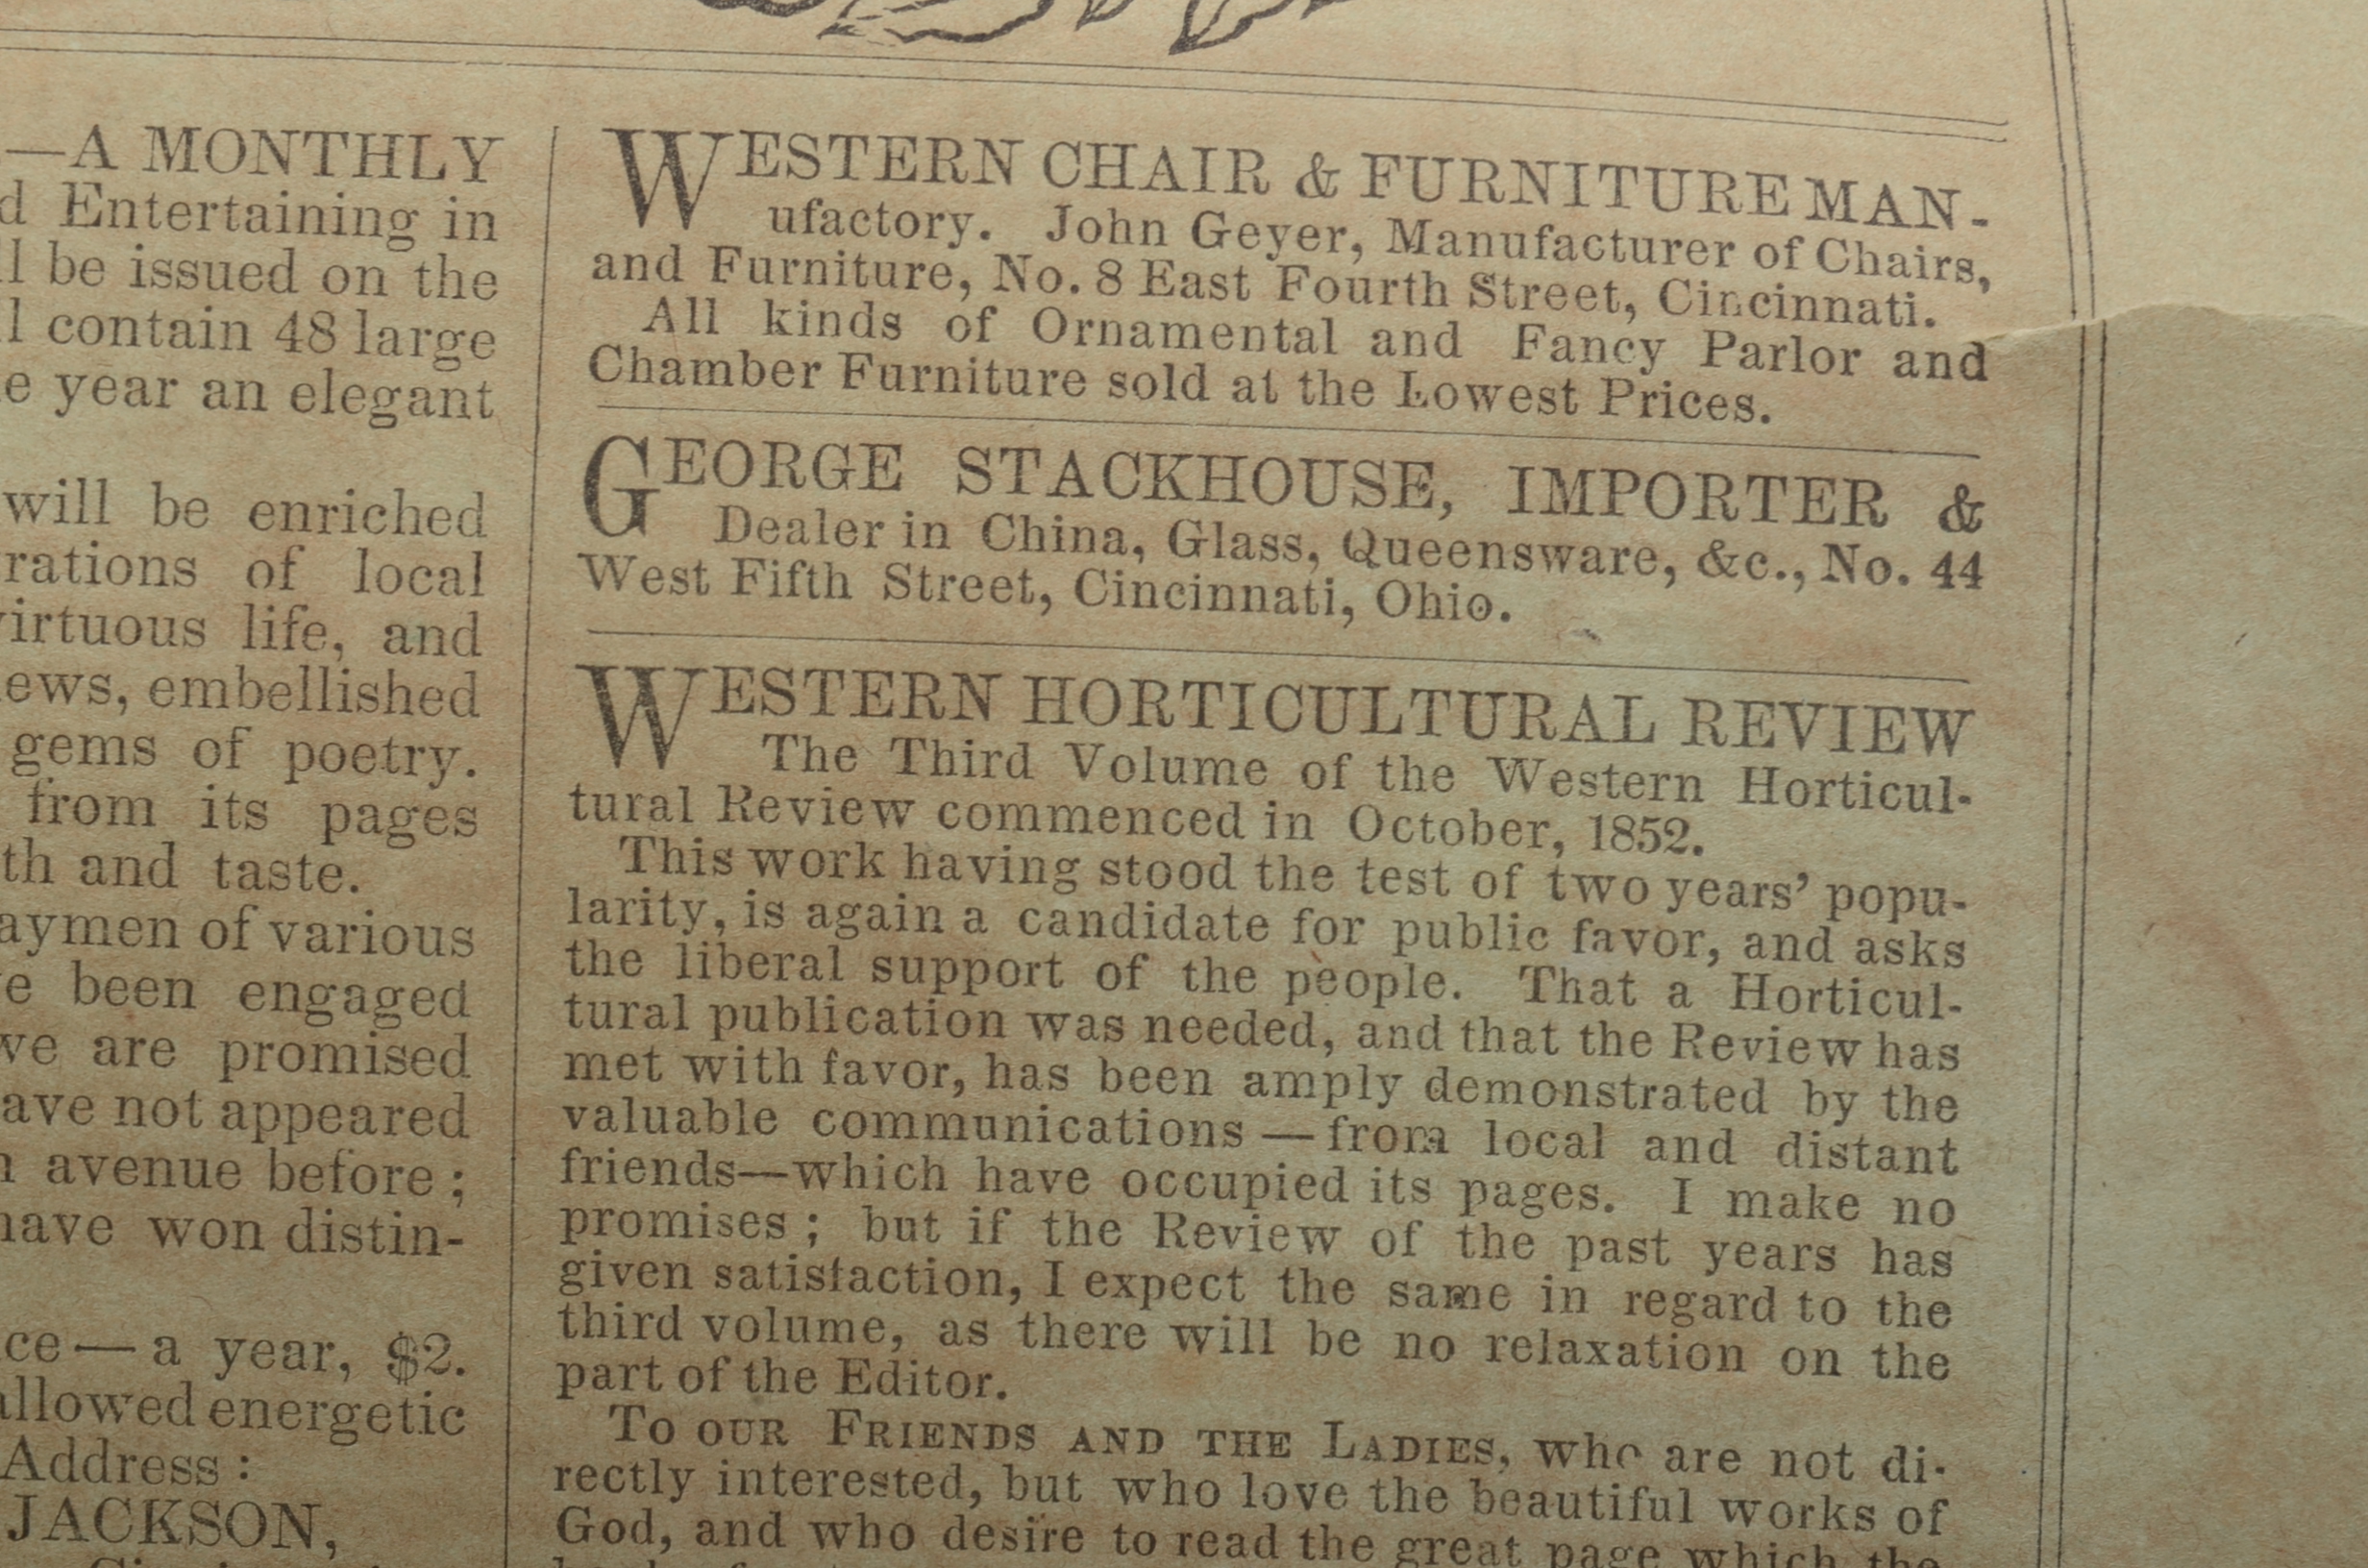 —A MONTHLY
d Entertaining in
ll be issued on the
l contain 48 large
e year an elegant
will be enriched
rations of local
virtuous life, and
ews, embellished
gems of poetry.
from its pages
th and taste.
aymen of various
e been engaged
we are promised
ave not appeared
n avenue before;
have won distin-
ce — a year, $2.
allowed energetic
Address:
JACKSON,
WESTERN CHAIR & FURNITURE MAN-
ufactory. John Geyer, Manufacturer of Chairs,
and Furniture, No. 8 East Fourth Street, Cincinnati.
All kinds of Ornamental and Fancy Parlor and
Chamber Furniture sold at the Lowest Prices.
GEORGE STACKHOUSE, IMPORTER &
Dealer in China, Glass, Queensware, &c., No. 44
West Fifth Street, Cincinnati, Ohio.
WESTERN HORTICULTURAL REVIEW
The Third Volume of the Western Horticul-
tural Review commenced in October, 1852.
This work having stood the test of two years' popu-
larity, is again a candidate for public favor, and asks
the liberal support of the people. That a Horticul-
tural publication was needed, and that the Review has
met with favor, has been amply demonstrated by the
valuable communications — from local and distant
friends—which have occupied its pages. I make no
promises; but if the Review of the past years has
given satisfaction, I expect the same in regard to the
third volume, as there will be no relaxation on the
part of the Editor.
TO OUR FRIENDS AND THE LADIES, who are not di-
rectly interested, but who love the beautiful works of
God, and who desire to read the great page which the